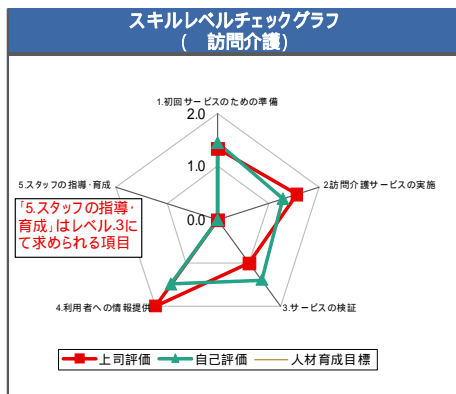 スキルレベルチェックグラフ
(　訪問介護)
1.初回サービスのための準備
2.0
1.0
0.0
2訪問介護サービスの実施
3.サービスの検証
4.利用者への情報提供
5.スタッフの指導・育成
「5.スタッフの指導・
育成」はレベル.3に
て求められる項目
上司評価 自己評価 人材育成目標